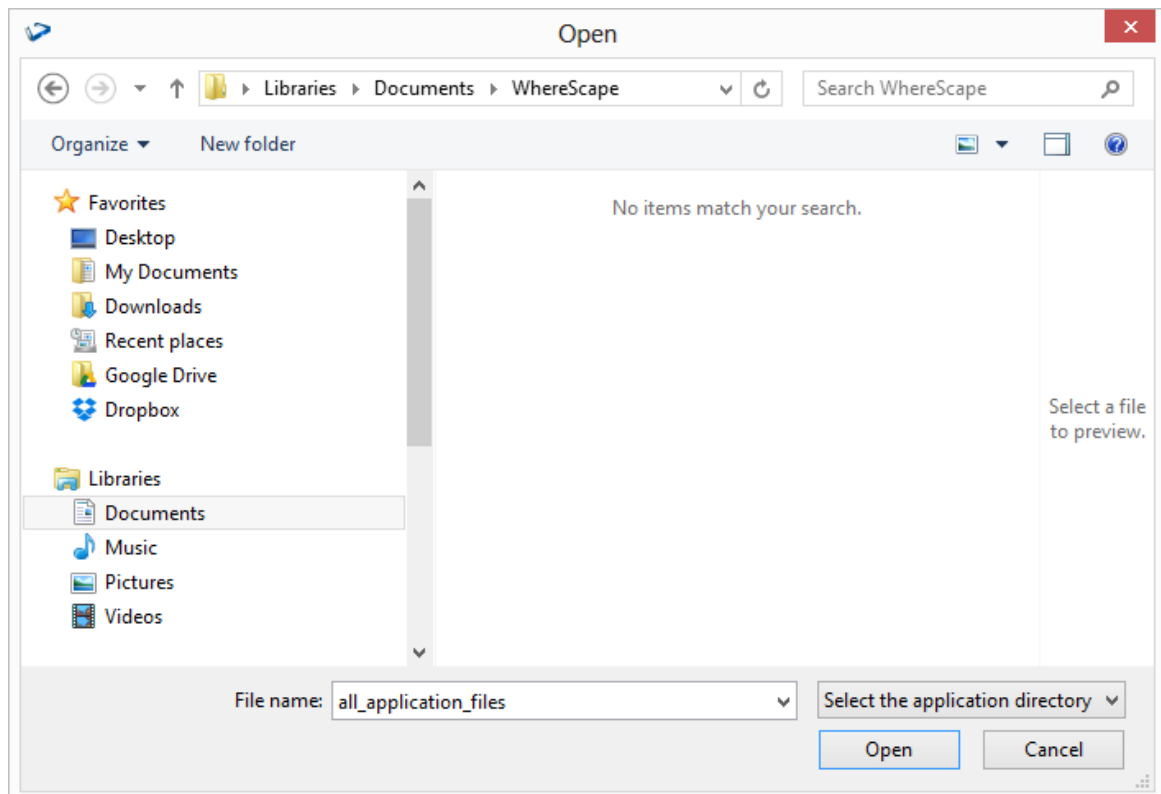 Open
Libraries Documents WhereScape
Search WhereScape
Organize
New folder
Favorites
Desktop
My Documents
Downloads
Recent places
Google Drive
Dropbox
Libraries
Documents
Music
Pictures
Videos
No items match your search.
Select a file
to preview.
File name: all_application_files
Select the application directory
Open
Cancel